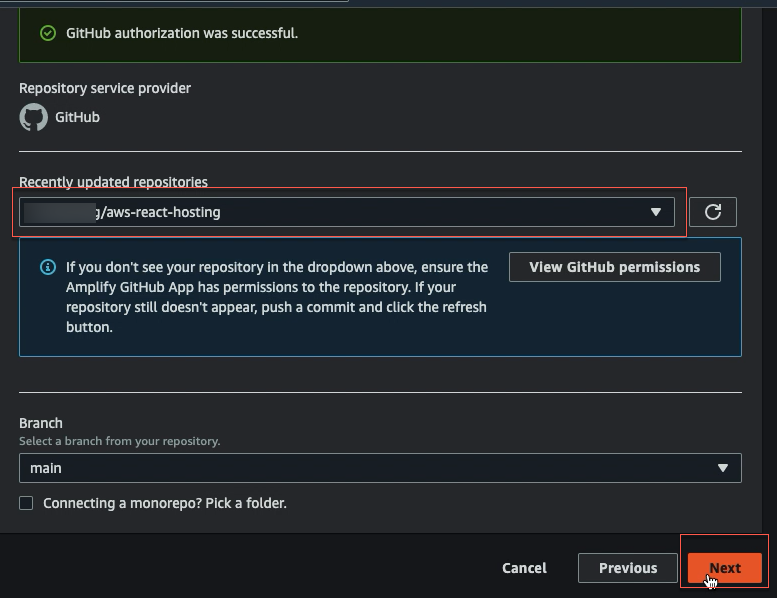 GitHub authorization was successful.
Repository service provider
GitHub
Recently updated repositories
/aws-react-hosting
If you don't see your repository in the dropdown above, ensure the
Amplify GitHub App has permissions to the repository. If your
repository still doesn't appear, push a commit and click the refresh
button.
View GitHub permissions
Branch
Select a branch from your repository.
main
Connecting a monorepo? Pick a folder.
Cancel
Previous
Next